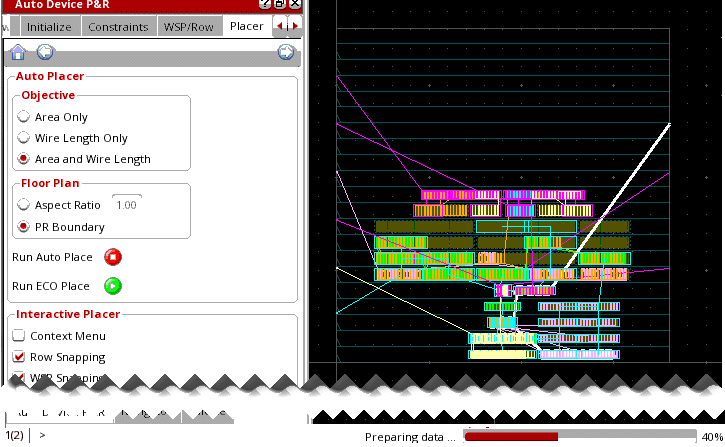 Auto Device P&R
Initialize Constraints WSP/Row Placer
Auto Placer
Objective
Area Only
Wire Length Only
Area and Wire Length
Floor Plan
Aspect Ratio 1.00
PR Boundary
Run Auto Place
Run ECO Place
Interactive Placer
Context Menu
Row Snapping
WSP Snapping
1(2) >
Preparing data ... 40%